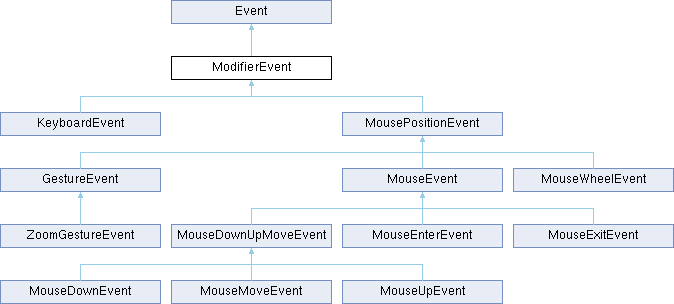 Event
ModifierEvent
KeyboardEvent
MousePositionEvent
GestureEvent
MouseEvent
MouseWheelEvent
ZoomGestureEvent
MouseDownUpMoveEvent
MouseEnterEvent
MouseExitEvent
MouseDownEvent
MouseMoveEvent
MouseUpEvent